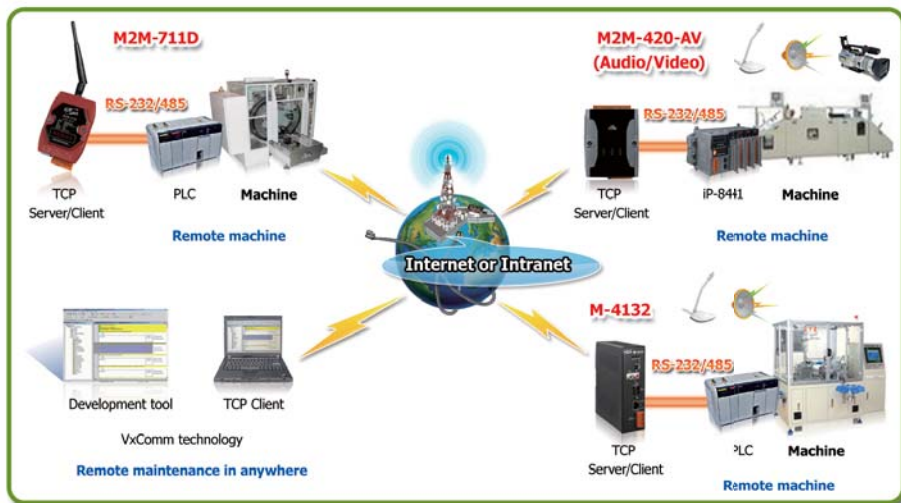 M2M-711D
RS-232/485
TCP
Server/Client
PLC
Machine
Remote machine
M2M-420-AV
(Audio/Video)
RS-232/485
TCP
Server/Client
iP-8441
Machine
Remote machine
Internet or Intranet
Development tool
TCP Client
VxComm technology
Remote maintenance in anywhere
M-4132
RS-232/485
TCP
Server/Client
PLC
Machine
Remote machine